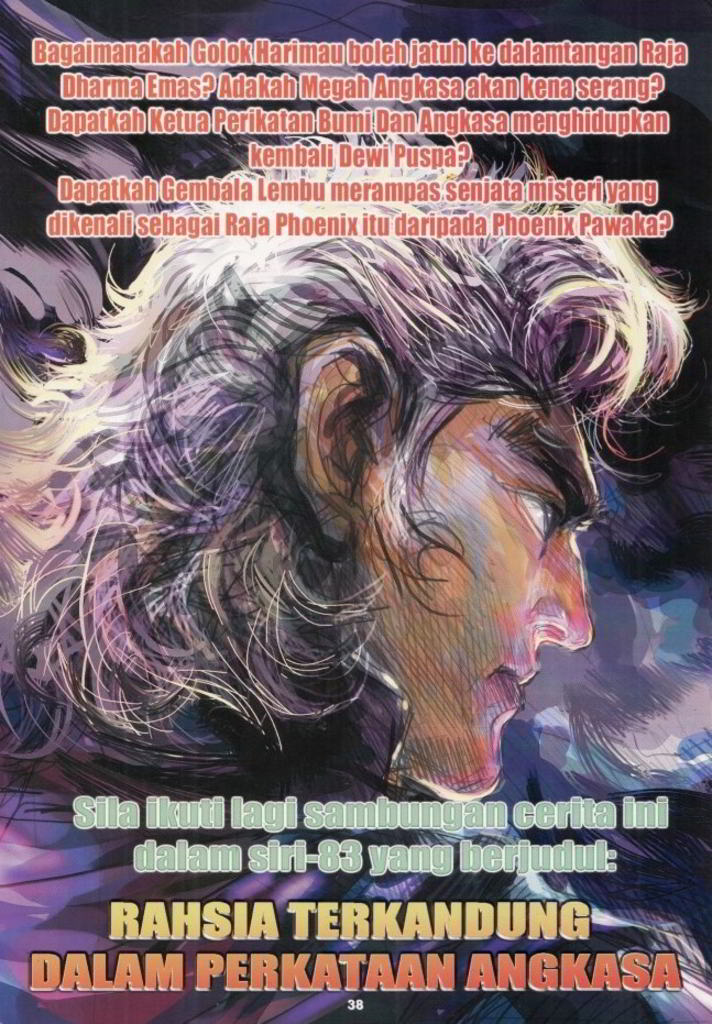 Bagaimanakah Golok Harimau boleh jatuh ke dalamtangan Raja
Dharma Emas? Adakah Megah Angkasa akan kena serang?
Dapatkah Ketua Perikatan Bumi Dan Angkasa menghidupkan
kembali Dewi Puspa?
Dapatkah Gembala Lembu merampas senjata misteri yang
dikenali sebagai Raja Phoenix itu daripada Phoenix Pawaka?
Sila ikuti lagi sambungan cerita ini
dalam siri-83 yang berjudul:
RAHSIA TERKANDUNG
DALAM PERKATAAN ANGKASA
38